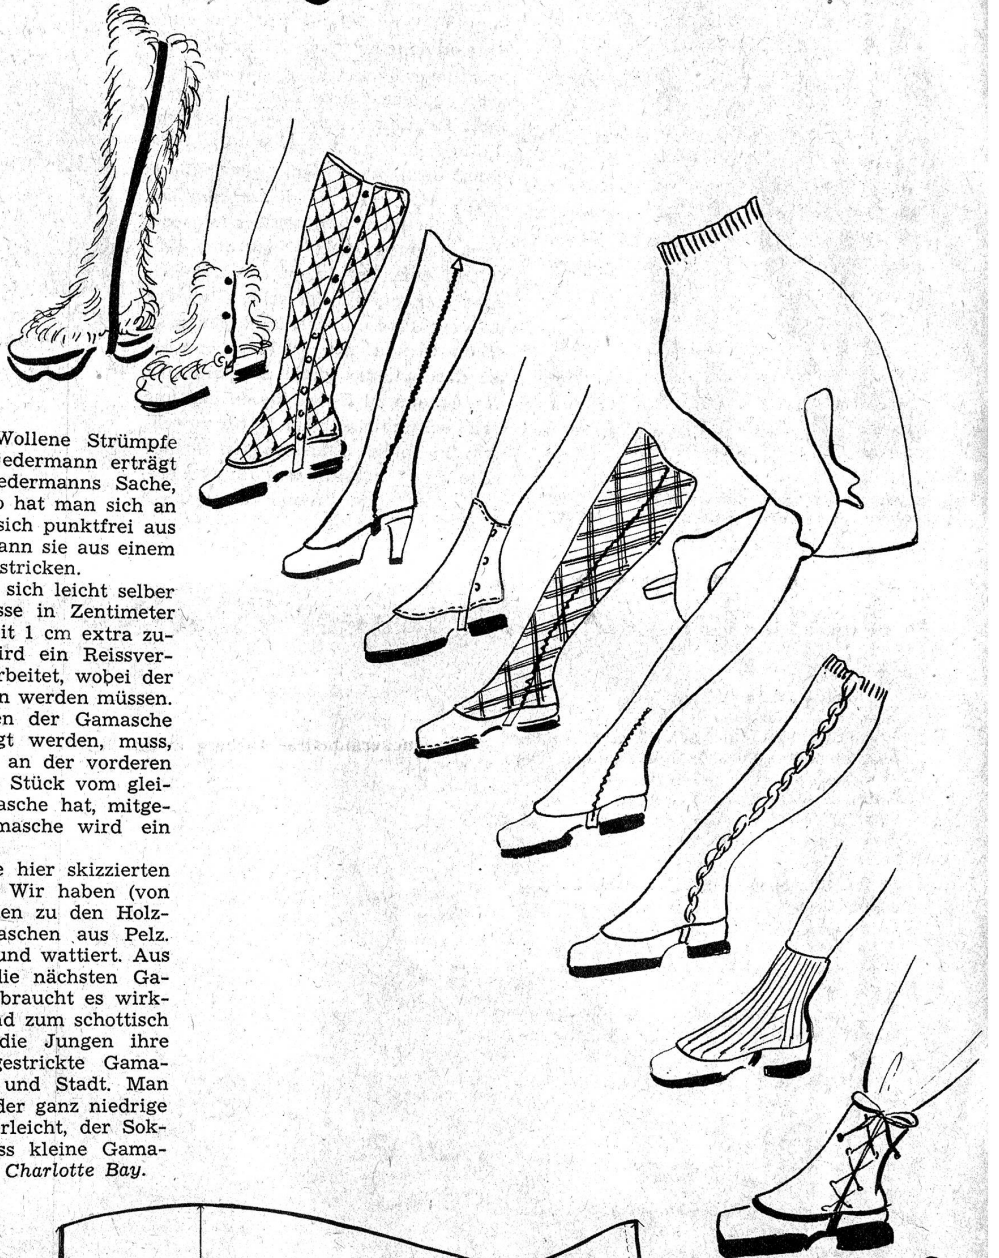 Wollene Strümpfe
edermann erträgt
edermanns Sache,
o hat man sich an
sich punktfrei aus
ann sie aus einem
stricken.
sich leicht selber
sse in Zentimeter
it 1 cm extra zu-
ird ein Reissver-
rbeitet, wobei der
n werden müssen.
en der Gamasche
gt werden, muss,
an der vorderen
Stück vom glei-
asche hat, mitge-
masche wird ein
e hier skizzierten
Wir haben (von
en zu den Holz-
aschen aus Pelz.
und wattiert. Aus
die nächsten Ga-
braucht es wirk-
nd zum schottisch
die Jungen ihre
gestrickte Gama-
und Stadt. Man
der ganz niedrige
rleicht, der Sok-
ss kleine Gama-
Charlotte Bay.